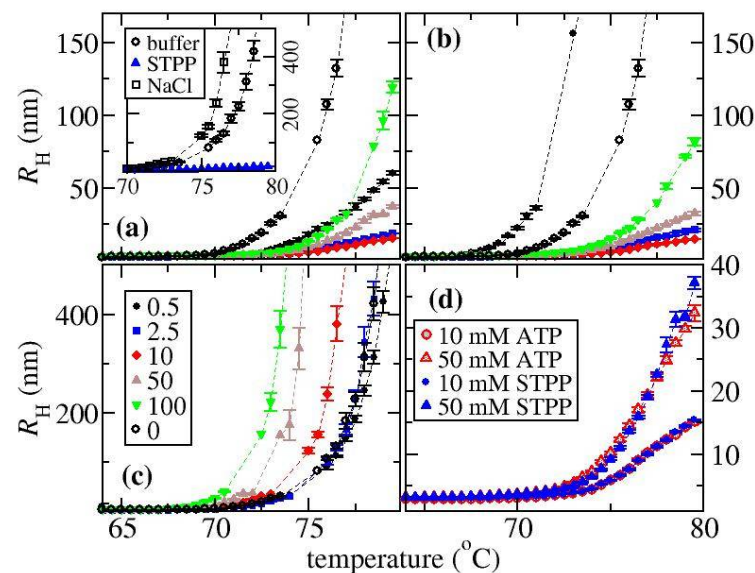 150
100
50
R_H (nm)
(a)
buffer
STPP
NaCl
400
200
70 75 80
(b)
150
100
50
400
200
R_H (nm)
(c)
0.5
2.5
10
50
100
0
(d)
10 mM ATP
50 mM ATP
10 mM STPP
50 mM STPP
40
30
20
10
65 70 75
70 75 80
temperature (°C)